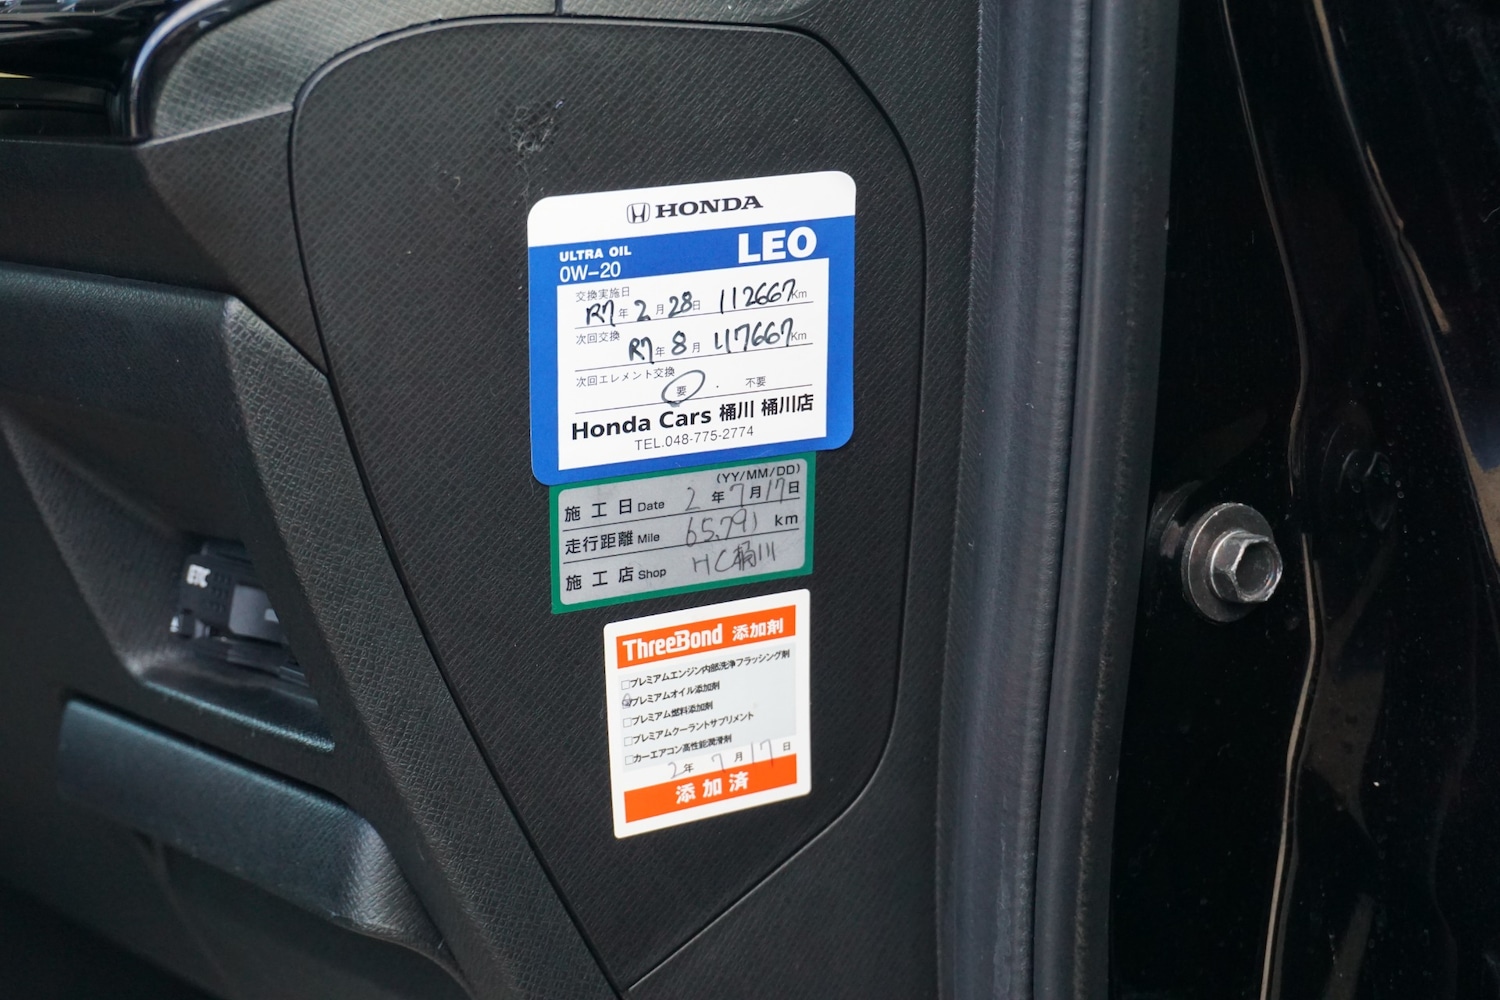 HONDA
ULTRA OIL LEO
0W-20
交換実施日
R7年2月28日 112667Km
次回交換
R7年8月 117667Km
次回エレメント交換
要 ・ 不要
Honda Cars 桶川 桶川店
TEL.048-775-2774
(YY/MM/DD)
施工日 Date 2年7月17日
走行距離 Mile 65,791 km
施工店 Shop HC桶川
ThreeBond 添加剤
□プレミアムエンジン内部洗浄フラッシング剤
☑プレミアムオイル添加剤
□プレミアム燃料添加剤
□プレミアムクーラントサプリメント
□カーエアコン高性能潤滑剤
2年 7月 17日
添加済
ETC